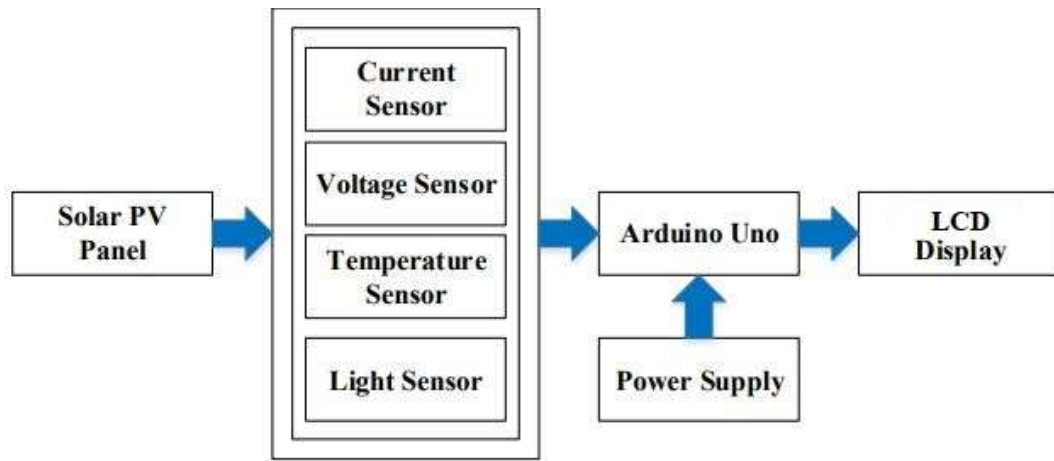 Solar PV
Panel
Current
Sensor
Voltage Sensor
Temperature
Sensor
Light Sensor
Arduino Uno
Power Supply
LCD
Display